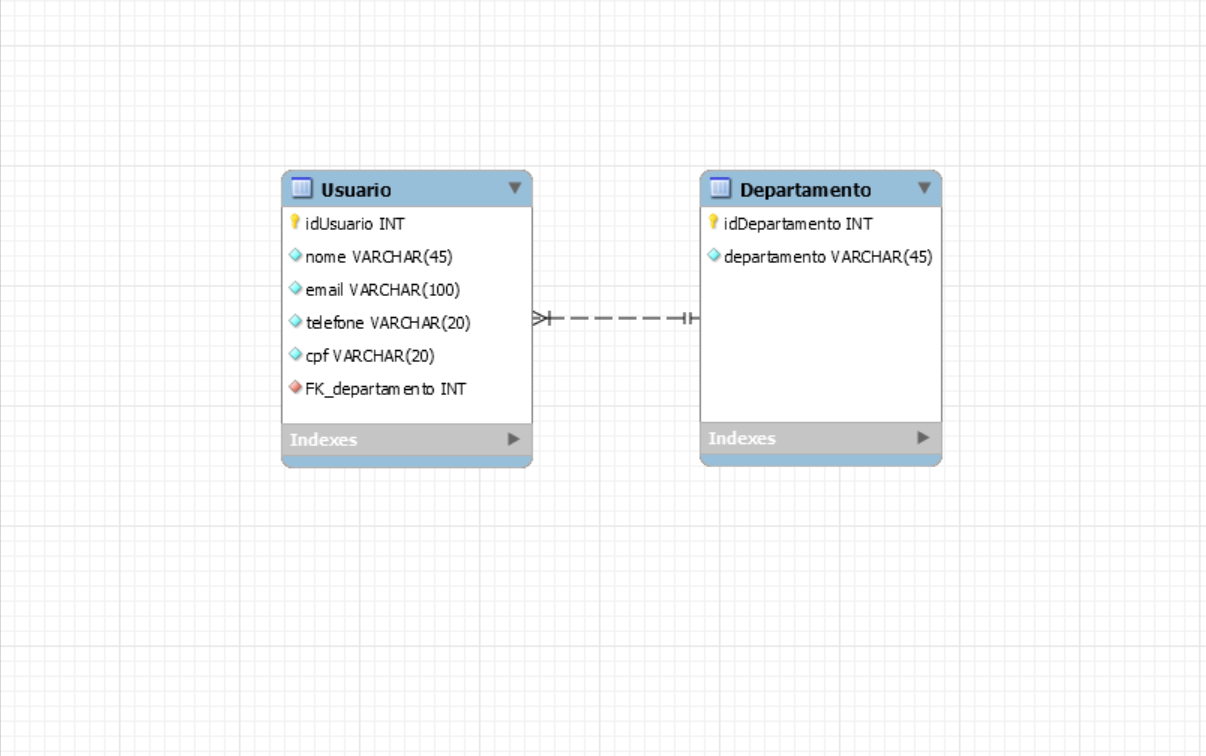 Usuario
idUsuario INT
nome VARCHAR(45)
email VARCHAR(100)
telefone VARCHAR(20)
cpf VARCHAR(20)
FK_departamento INT
Indexes
Departamento
idDepartamento INT
departamento VARCHAR(45)
Indexes